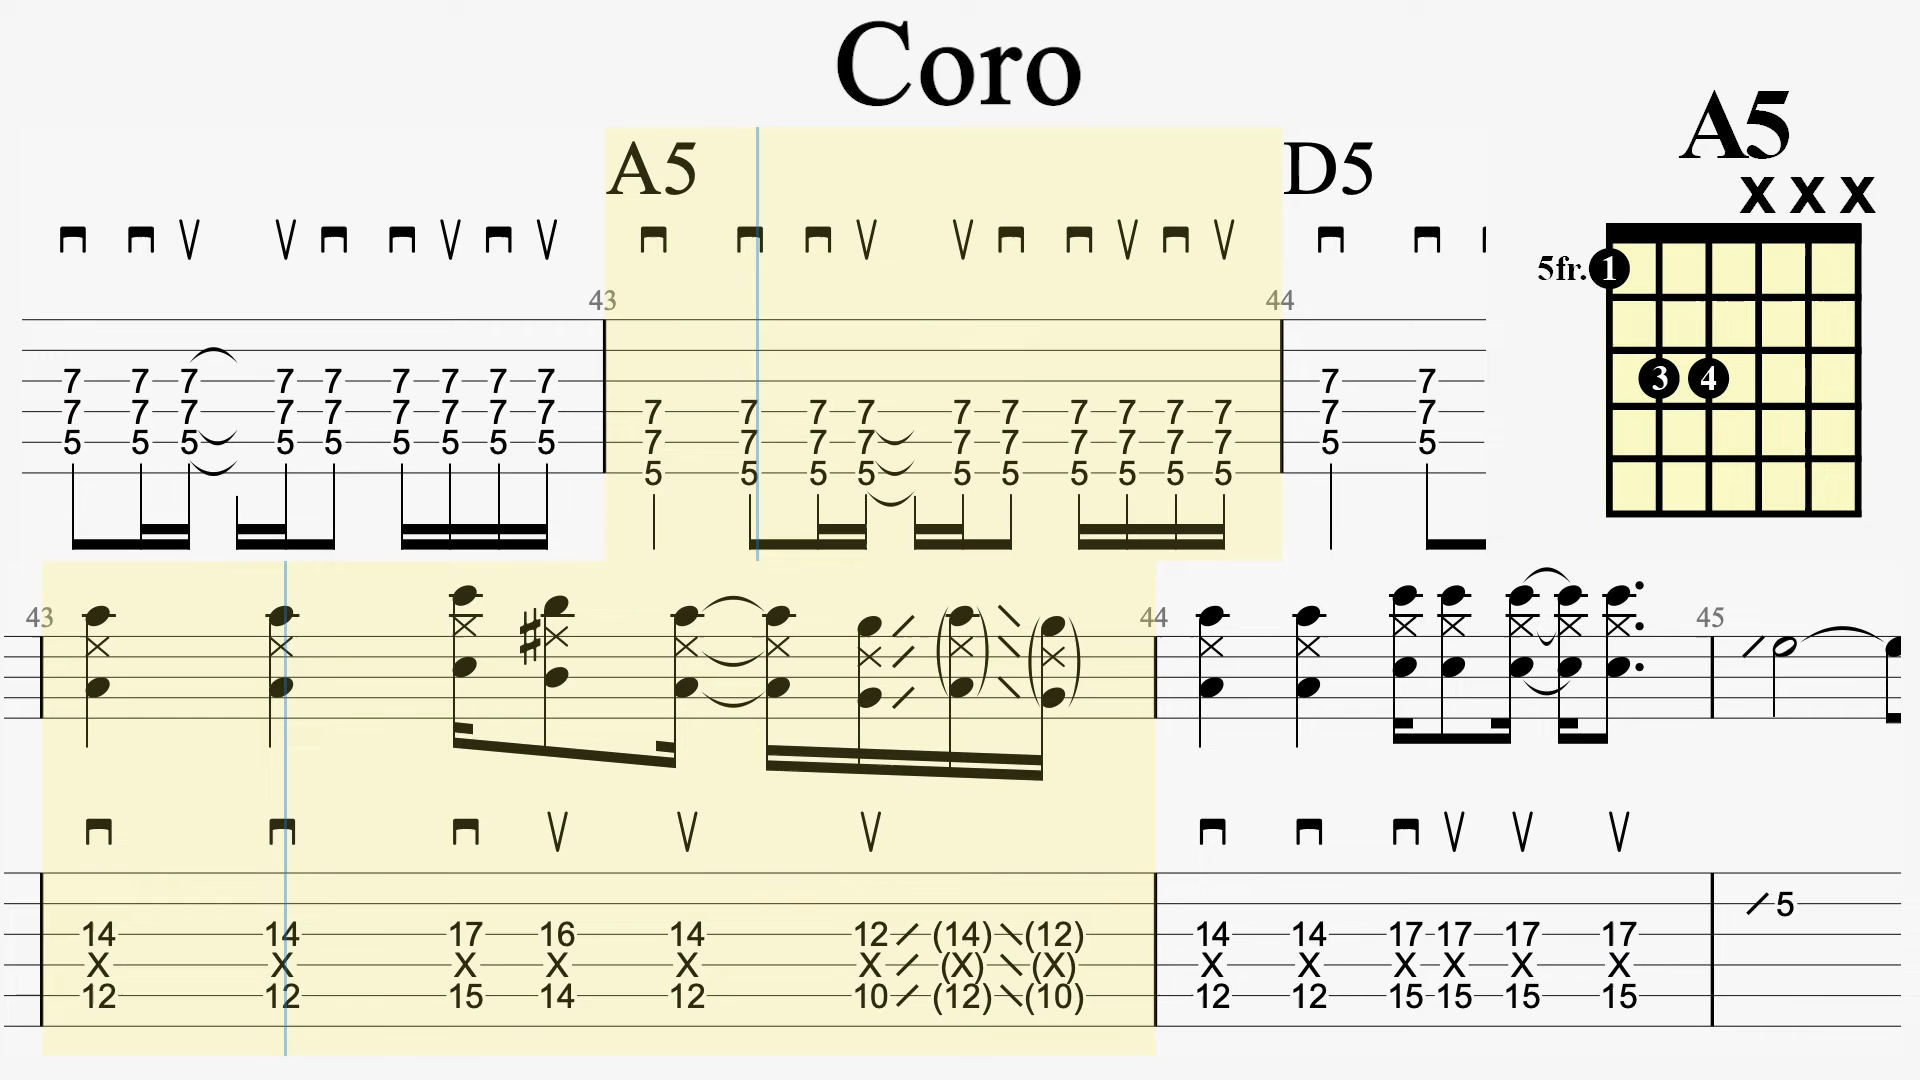 Coro
A5
A5 D5
X X X
5fr. 1
3 4
43 44
7 7 7 7 7 7 7 7 7 7 7
7 7 7 7 7 7 7 7 7 7 7 7 7 7 7 7 7 7 7 7 7
5 5 5 5 5 5 5 5 5 7 7 7 7 7 7 7 7 7 7 5 5
5 5 5 5 5 5 5 5 5 5
43 44 45
5
14 14 17 16 14 12 (14) (12) 14 14 17 17 17 17
X X X X X X (X) (X) X X X X X X
12 12 15 14 12 10 (12) (10) 12 12 15 15 15 15